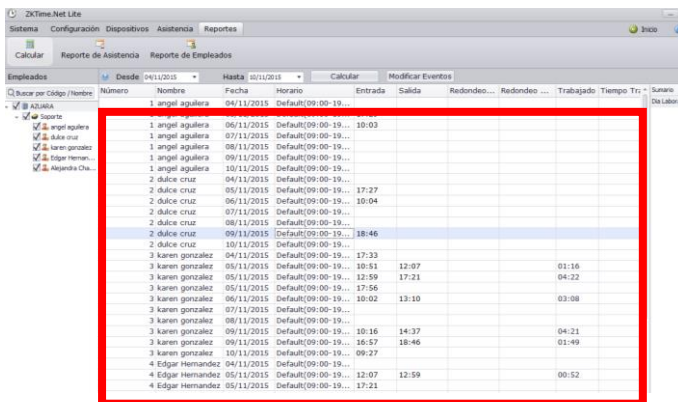 ZKTime.Net Lite
Sistema Configuración Dispositivos Asistencia Reportes Inicio
Calcular Reporte de Asistencia Reporte de Empleados
Empleados Desde 04/11/2015 Hasta 10/11/2015 Calcular Modificar Eventos
Buscar por Código / Nombre Número Nombre Fecha Horario Entrada Salida Redondeo... Redondeo ... Trabajado Tiempo Tra Sumario
AZUARA 1 angel aguilera 04/11/2015 Default(09:00-19... Dia Labor
Soporte
angel aguilera 1 angel aguilera 06/11/2015 Default(09:00-19... 10:03
dulce cruz 1 angel aguilera 07/11/2015 Default(09:00-19...
karen gonzalez 1 angel aguilera 08/11/2015 Default(09:00-19...
Edgar Hernan... 1 angel aguilera 09/11/2015 Default(09:00-19...
Alejandra Cha... 1 angel aguilera 10/11/2015 Default(09:00-19...
2 dulce cruz 04/11/2015 Default(09:00-19...
2 dulce cruz 05/11/2015 Default(09:00-19... 17:27
2 dulce cruz 06/11/2015 Default(09:00-19... 10:04
2 dulce cruz 07/11/2015 Default(09:00-19...
2 dulce cruz 08/11/2015 Default(09:00-19...
2 dulce cruz 09/11/2015 Default(09:00-19... 18:46
2 dulce cruz 10/11/2015 Default(09:00-19...
3 karen gonzalez 04/11/2015 Default(09:00-19... 17:33
3 karen gonzalez 05/11/2015 Default(09:00-19... 10:51 12:07 01:16
3 karen gonzalez 05/11/2015 Default(09:00-19... 12:59 17:21 04:22
3 karen gonzalez 05/11/2015 Default(09:00-19... 17:56
3 karen gonzalez 06/11/2015 Default(09:00-19... 10:02 13:10 03:08
3 karen gonzalez 07/11/2015 Default(09:00-19...
3 karen gonzalez 08/11/2015 Default(09:00-19...
3 karen gonzalez 09/11/2015 Default(09:00-19... 10:16 14:37 04:21
3 karen gonzalez 09/11/2015 Default(09:00-19... 16:57 18:46 01:49
3 karen gonzalez 10/11/2015 Default(09:00-19... 09:27
4 Edgar Hernandez 04/11/2015 Default(09:00-19...
4 Edgar Hernandez 05/11/2015 Default(09:00-19... 12:07 12:59 00:52
4 Edgar Hernandez 05/11/2015 Default(09:00-19... 17:21